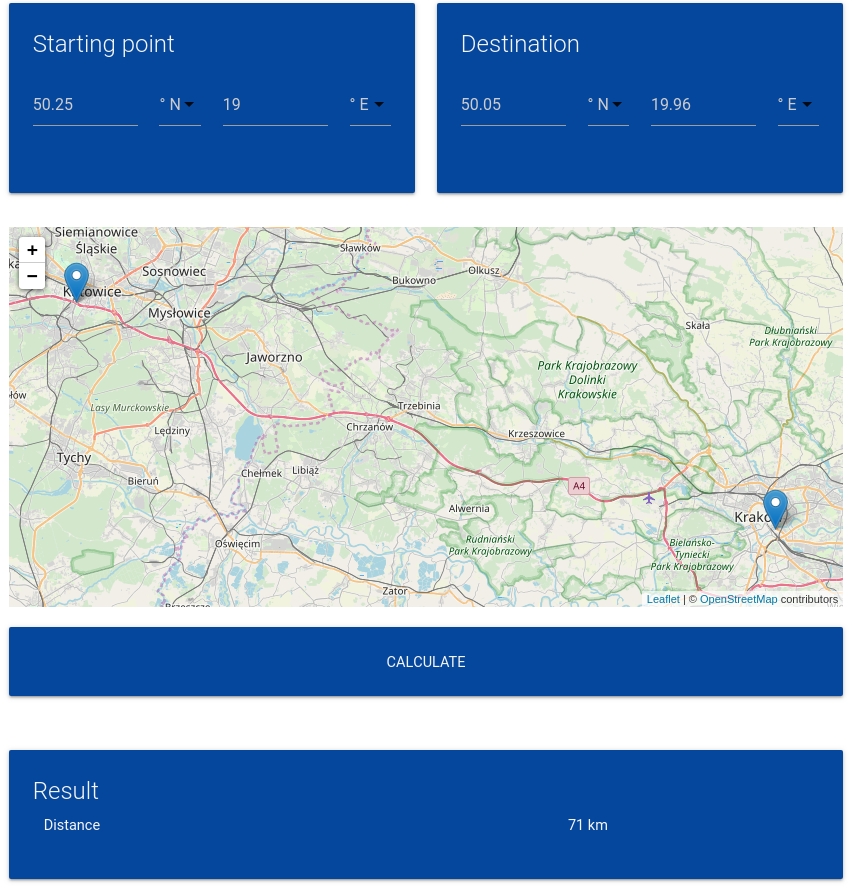 Starting point
50.25 ° N 19 ° E
Destination
50.05 ° N 19.96 ° E
+
−
Siemianowice
Śląskie
Sławków
Sosnowiec
Olkusz
Bukowno
Mysłowice
Skała
Dłubniański
Park Krajobrazowy
Jaworzno
Park Krajobrazowy
Dolinki
Krakowskie
Lasy Murckowskie
Trzebinia
Chrzanów
Lędziny
Krzeszowice
Tychy
Chełmek
Libiąż
Bieruń
A4
Alwernia
Oświęcim
Rudniański
Park Krajobrazowy
Bielańsko-
Tyniecki
Park Krajobrazowy
Zator
Leaflet | © OpenStreetMap contributors
CALCULATE
Result
Distance 71 km